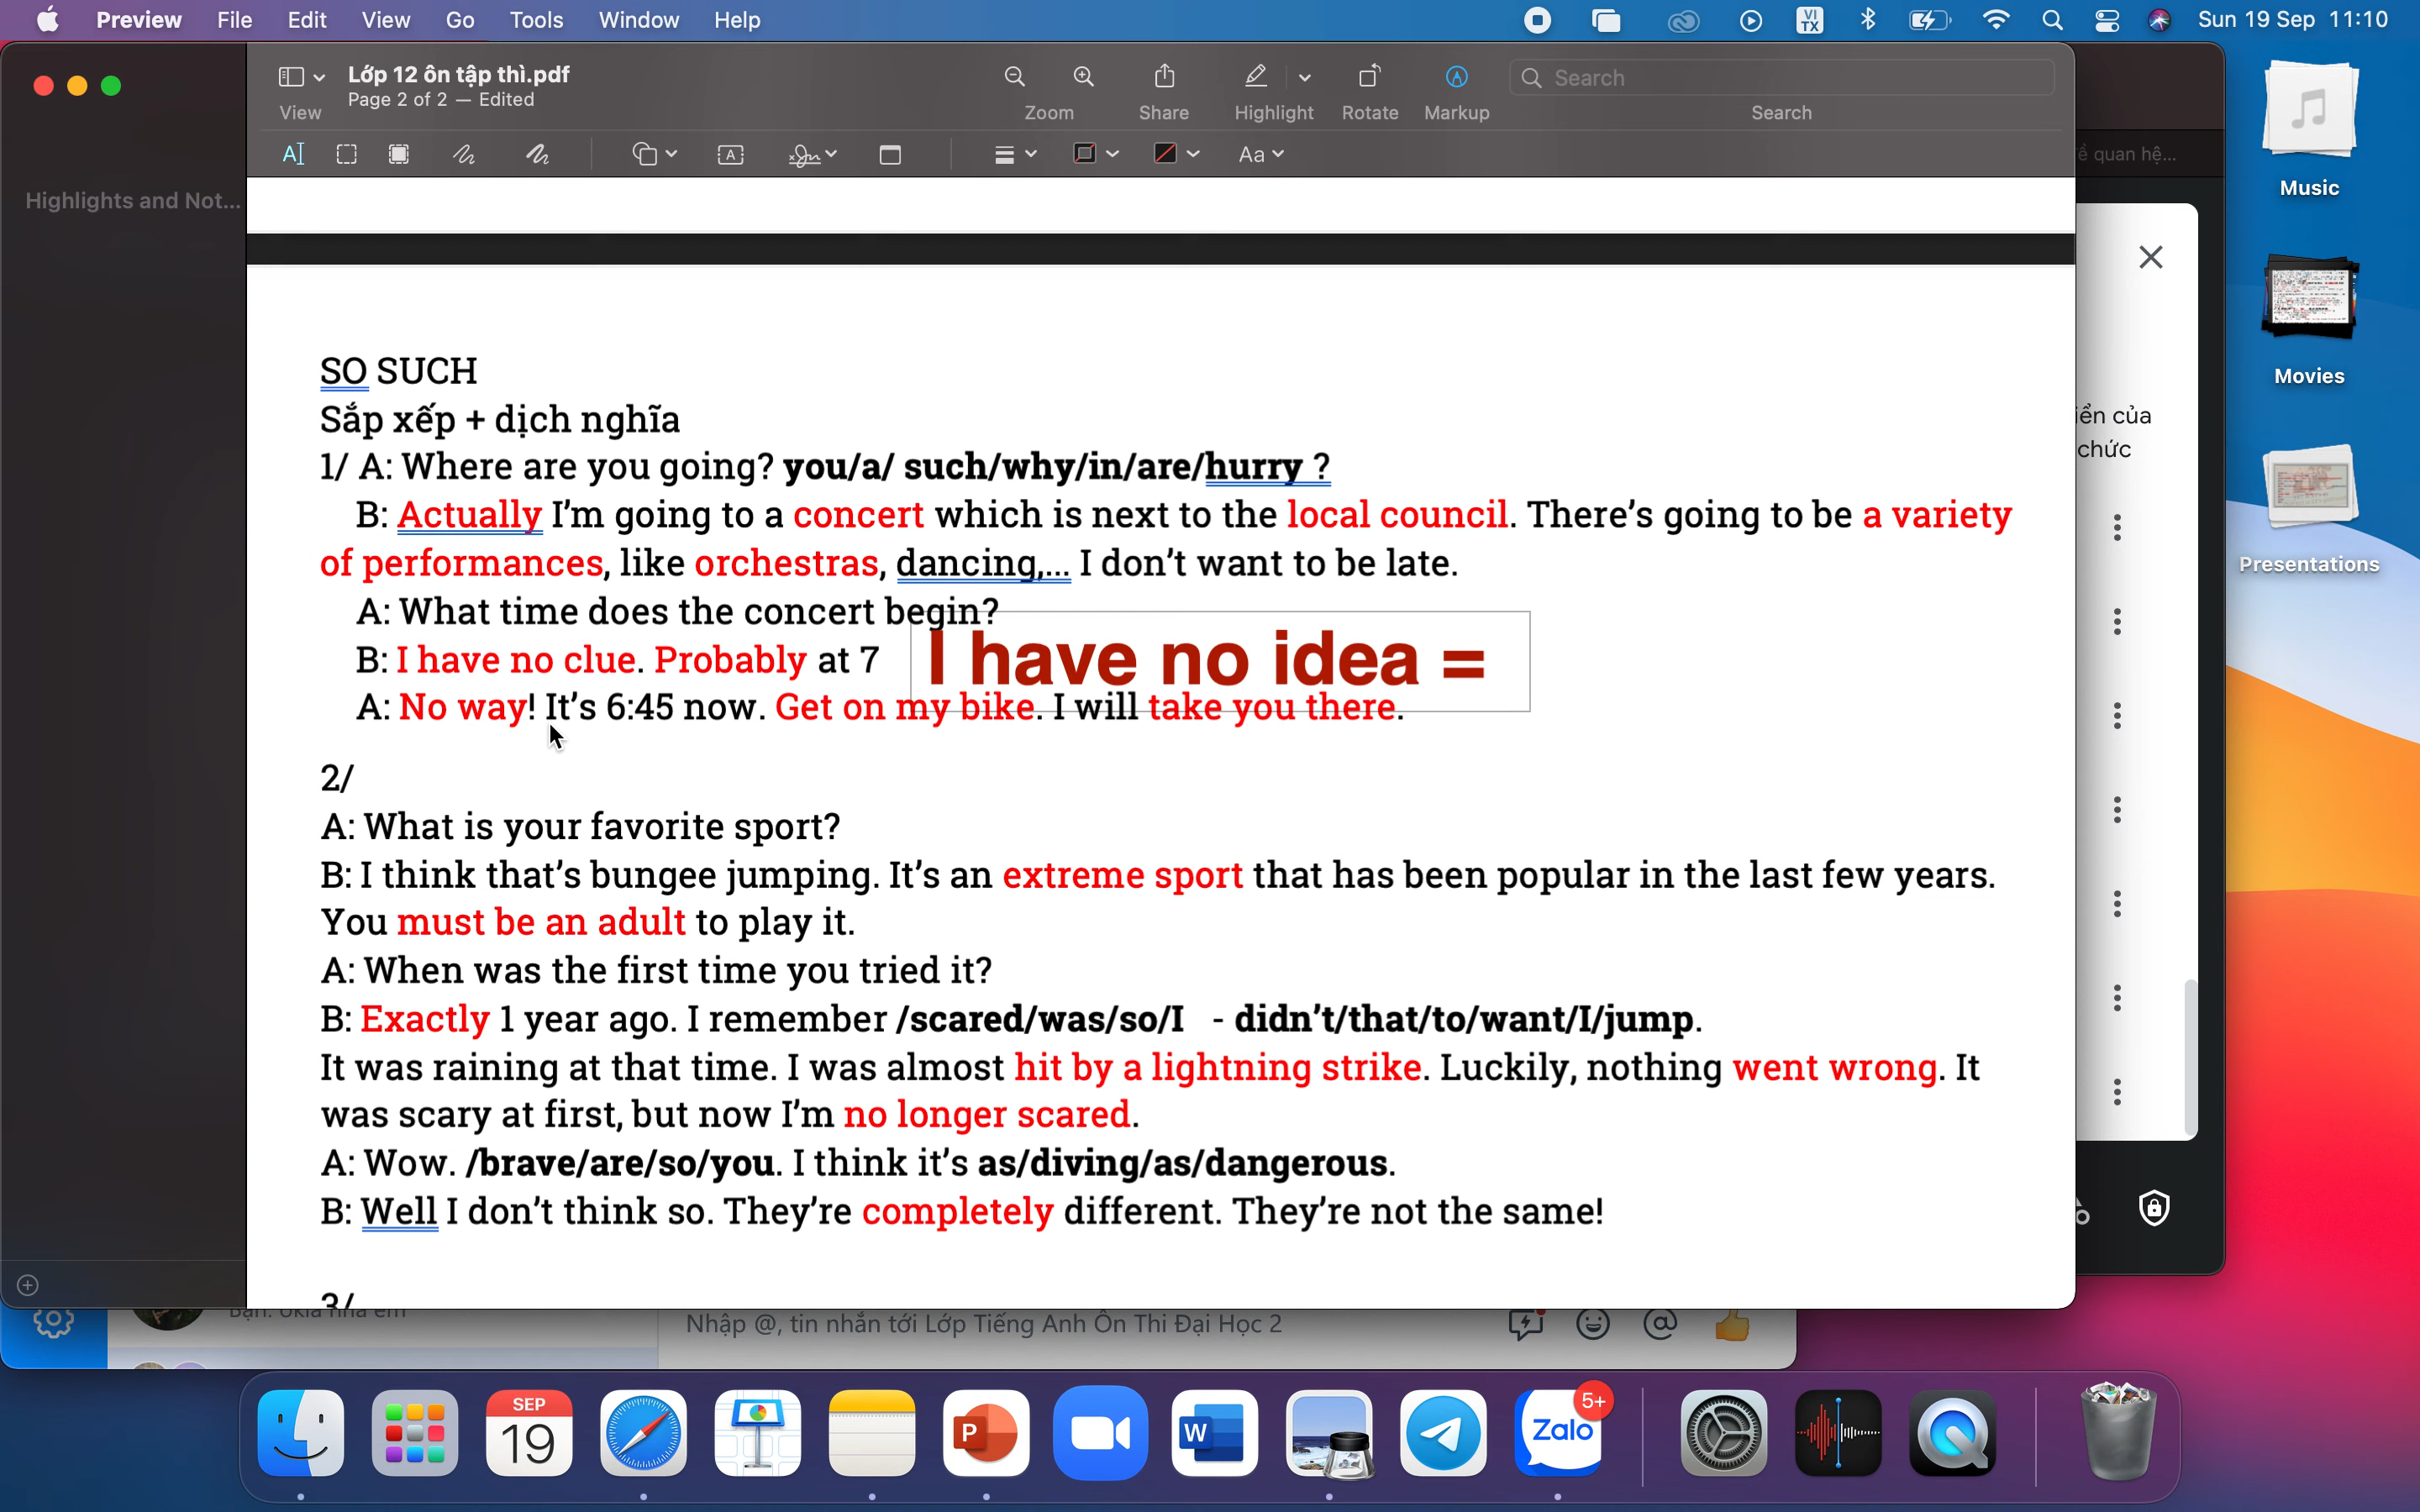 Preview File Edit View Go Tools Window Help
VI TX
Sun 19 Sep 11:10
Lớp 12 ôn tập thì.pdf
Page 2 of 2 — Edited
Search
View Zoom Share Highlight Rotate Markup Search
A A Aa
ề quan hệ...
Highlights and Not...
Music
Movies
Presentations
iển của
chức
SO SUCH
Sắp xếp + dịch nghĩa
1/ A: Where are you going? you/a/ such/why/in/are/hurry ?
B: Actually I’m going to a concert which is next to the local council. There’s going to be a variety
of performances, like orchestras, dancing,... I don’t want to be late.
A: What time does the concert begin?
B: I have no clue. Probably at 7
I have no idea =
A: No way! It’s 6:45 now. Get on my bike. I will take you there.
2/
A: What is your favorite sport?
B: I think that’s bungee jumping. It’s an extreme sport that has been popular in the last few years.
You must be an adult to play it.
A: When was the first time you tried it?
B: Exactly 1 year ago. I remember /scared/was/so/I - didn’t/that/to/want/I/jump.
It was raining at that time. I was almost hit by a lightning strike. Luckily, nothing went wrong. It
was scary at first, but now I’m no longer scared.
A: Wow. /brave/are/so/you. I think it’s as/diving/as/dangerous.
B: Well I don’t think so. They’re completely different. They’re not the same!
3/
Nhập @, tin nhắn tới Lớp Tiếng Anh Ôn Thi Đại Học 2
SEP
19
P
W
Zalo
5+